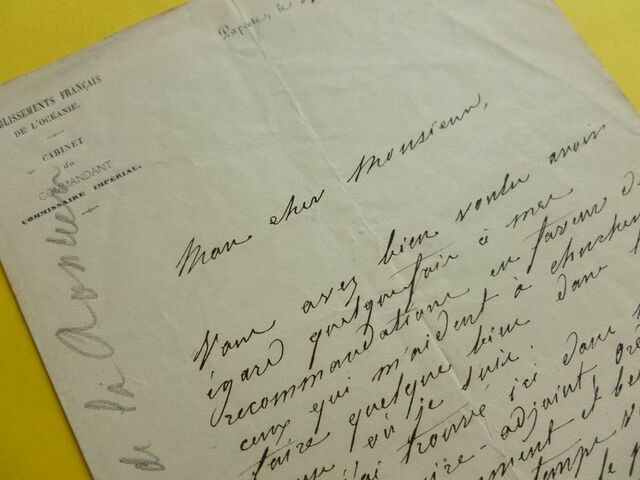 Papeete, le
ÉTABLISSEMENTS FRANÇAIS
DE L'OCÉANIE.
CABINET
du
COMMANDANT
COMMISSAIRE IMPÉRIAL.
de la
Mon cher Monsieur,
Vous avez bien voulu avoir
égard quelquefois à mes
recommandations en faveur de
ceux qui m'aident à chercher
faire quelque bien dans l
où je suis.
J'ai trouvé ici dans
adjoint,
ment et be
temps